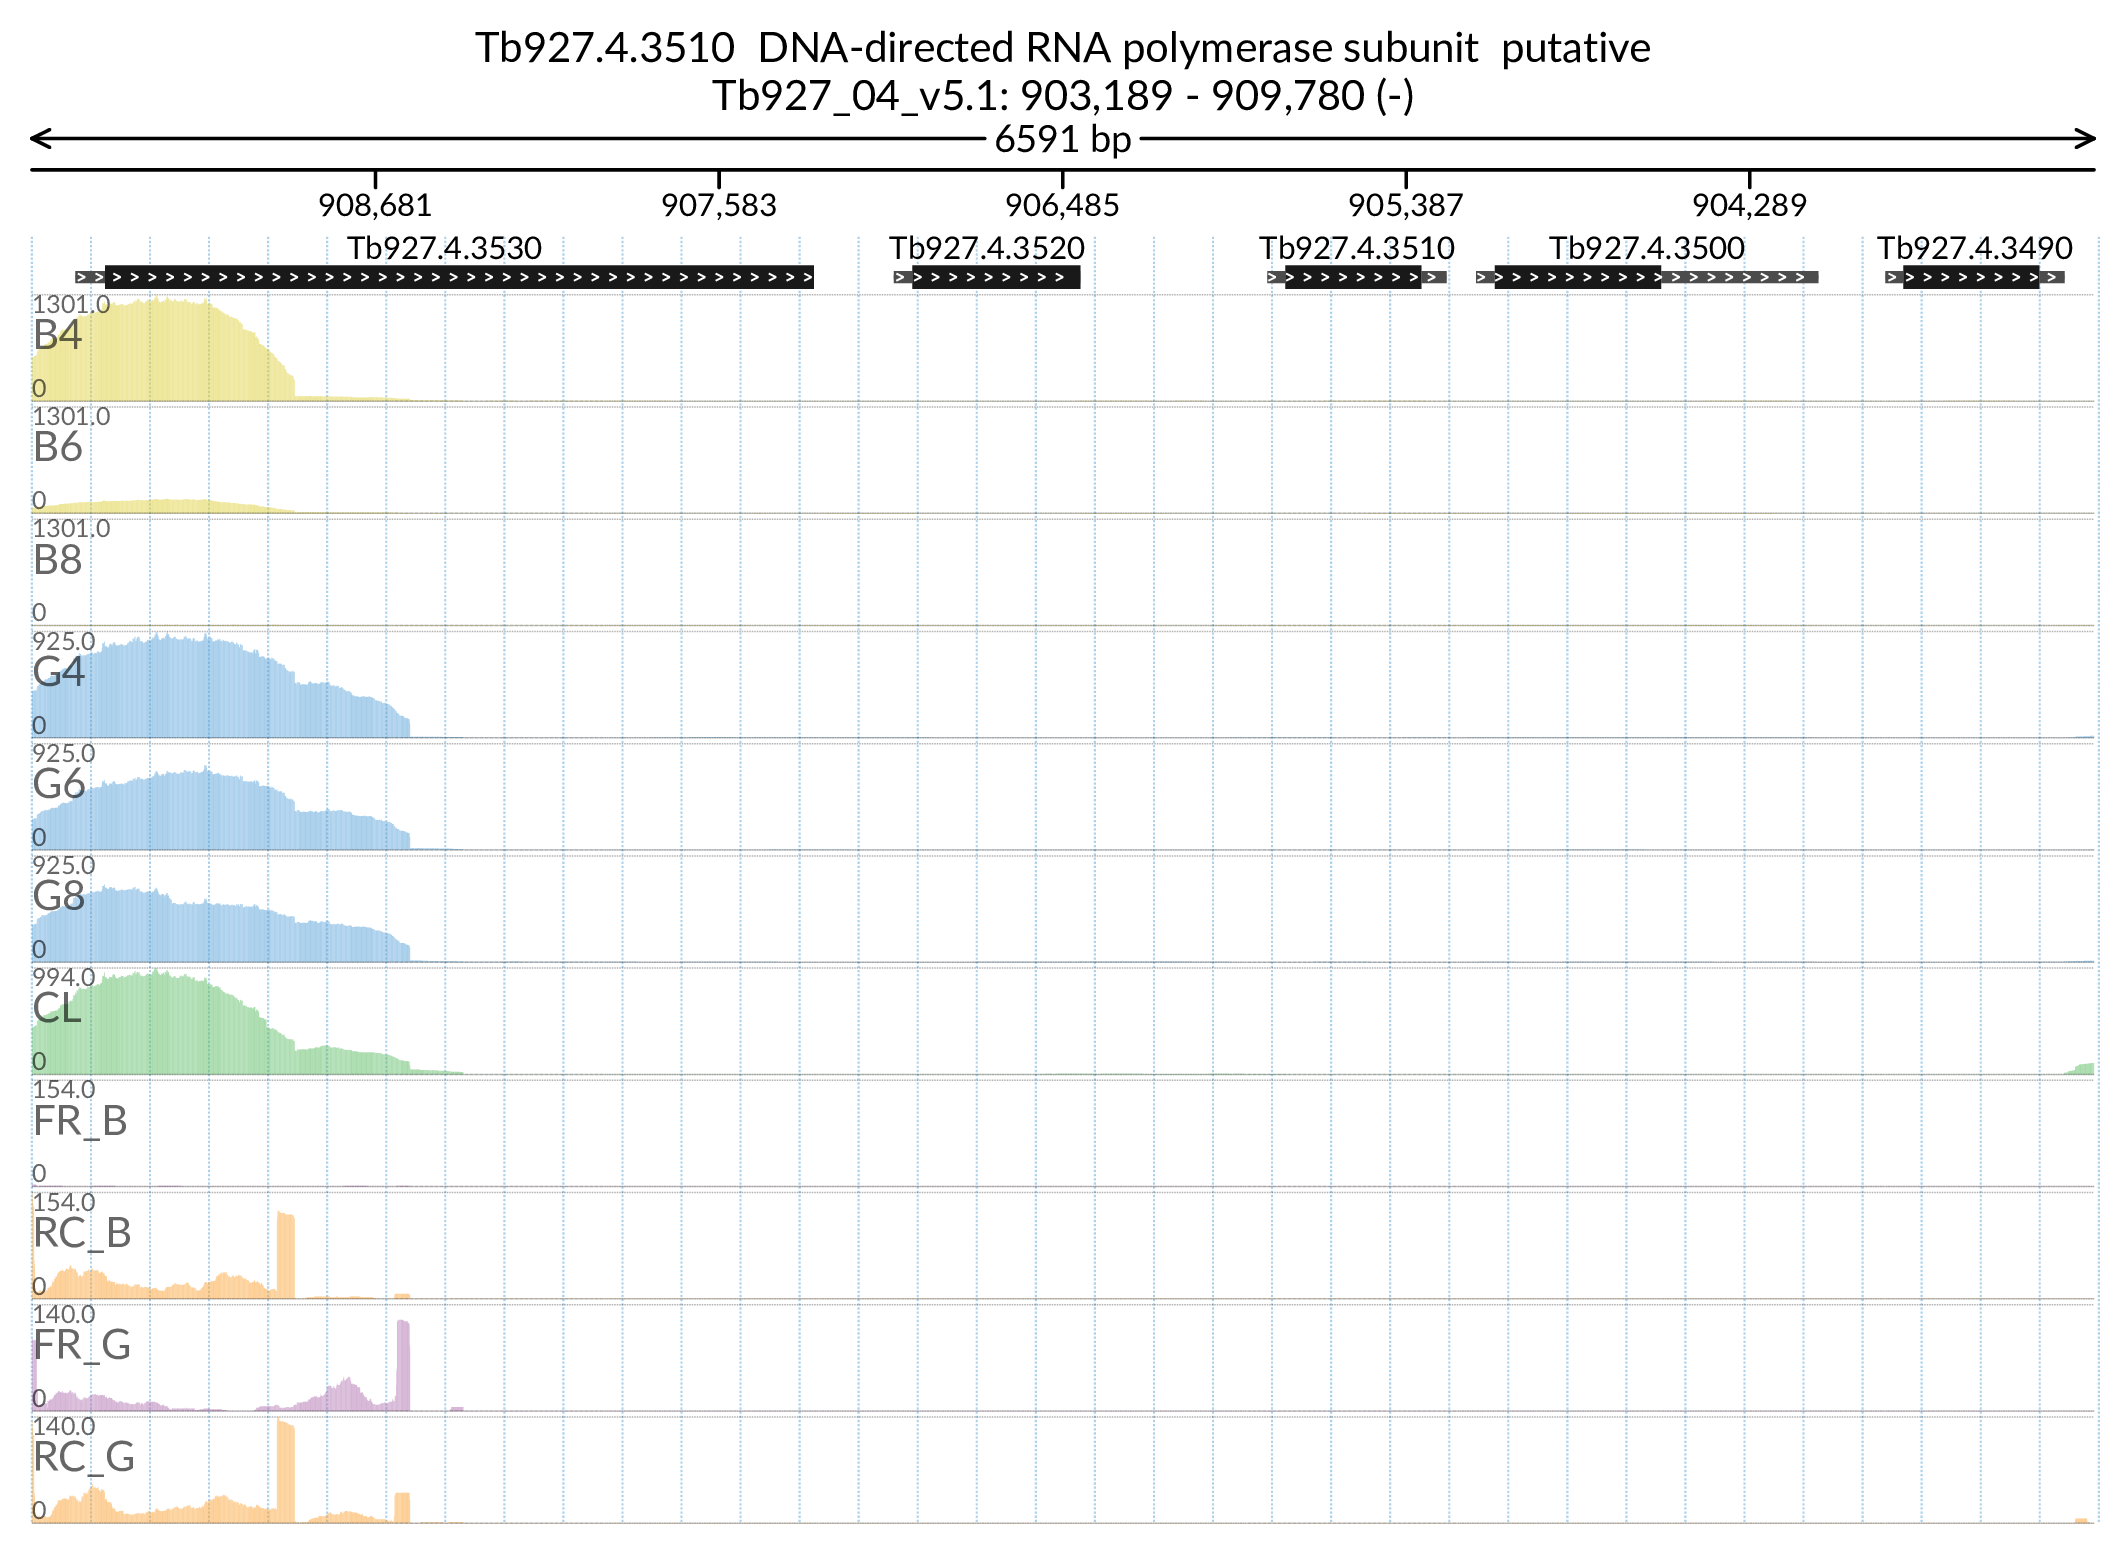 Tb927.4.3510  DNA-directed RNA polymerase subunit  putative
Tb927_04_v5.1: 903,189 - 909,780 (-)
6591 bp
908,681 907,583 906,485 905,387 904,289
Tb927.4.3530 Tb927.4.3520 Tb927.4.3510 Tb927.4.3500 Tb927.4.3490
1301.0
B4
0
1301.0
B6
0
1301.0
B8
0
925.0
G4
0
925.0
G6
0
925.0
G8
0
994.0
CL
0
154.0
FR_B
0
154.0
RC_B
0
140.0
FR_G
0
140.0
RC_G
0